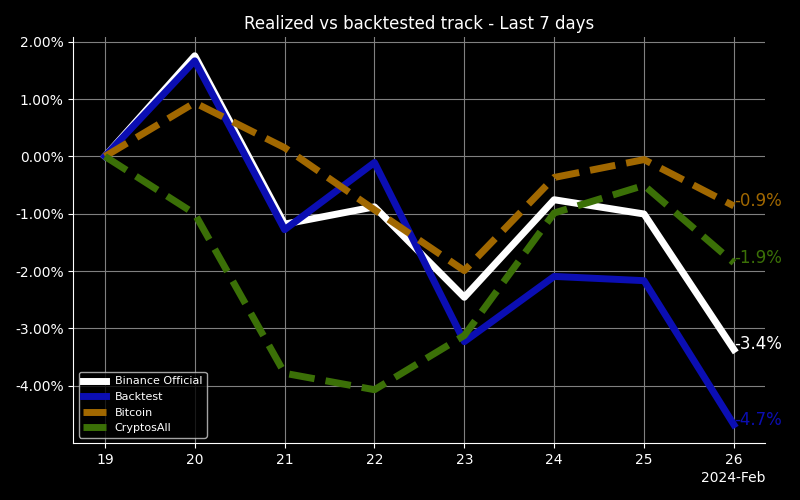 Realized vs backtested track - Last 7 days
2.00%
1.00%
0.00%
-1.00%
-2.00%
-3.00%
-4.00%
-0.9%
-1.9%
-3.4%
-4.7%
Binance Official
Backtest
Bitcoin
CryptosAll
19 20 21 22 23 24 25 26
2024-Feb